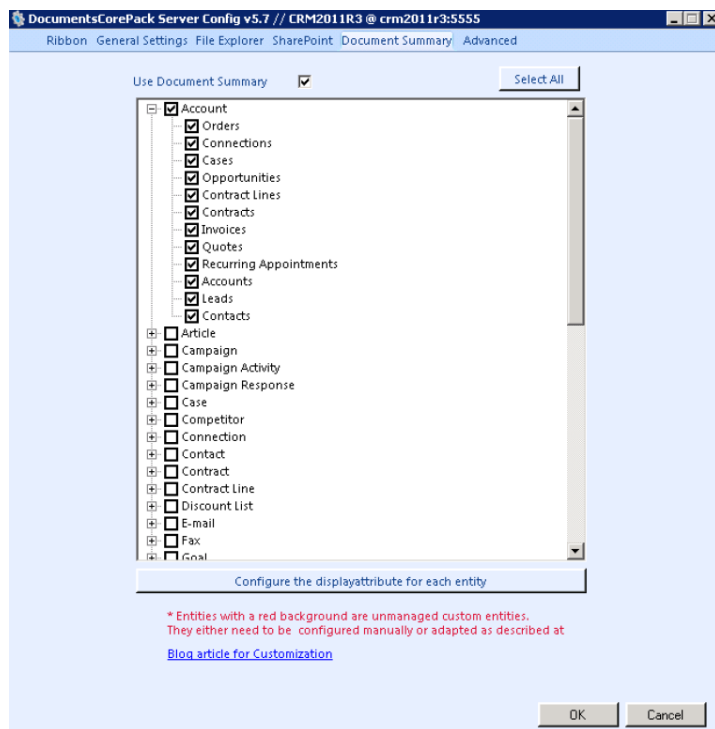 DocumentsCorePack Server Config v5.7 // CRM2011R3 @ crm2011r3:5555
Ribbon General Settings File Explorer SharePoint Document Summary Advanced
Use Document Summary Select All
Account
Orders
Connections
Cases
Opportunities
Contract Lines
Contracts
Invoices
Quotes
Recurring Appointments
Accounts
Leads
Contacts
Article
Campaign
Campaign Activity
Campaign Response
Case
Competitor
Connection
Contact
Contract
Contract Line
Discount List
E-mail
Fax
Goal
Configure the displayattribute for each entity
* Entities with a red background are unmanaged custom entities.
They either need to be configured manually or adapted as described at
Blog article for Customization
OK Cancel